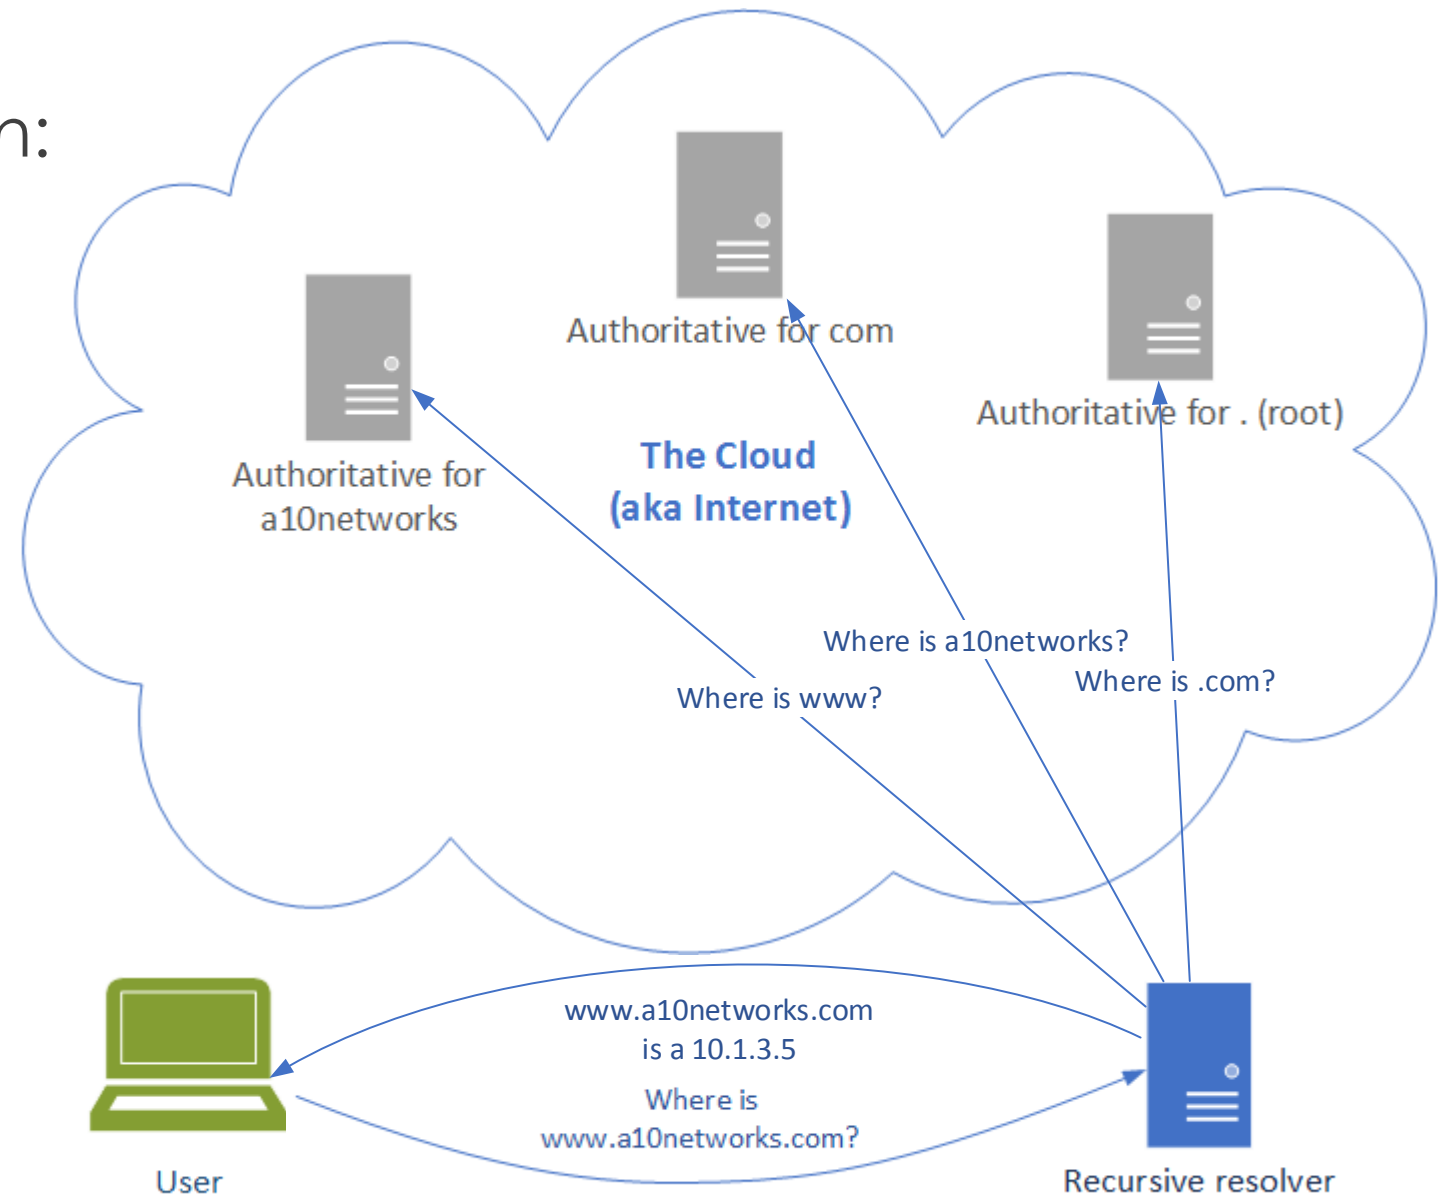 n:
Authoritative for com
Authoritative for . (root)
Authoritative for
a10networks
The Cloud
(aka Internet)
Where is a10networks?
Where is .com?
Where is www?
www.a10networks.com
is a 10.1.3.5
Where is
www.a10networks.com?
User
Recursive resolver